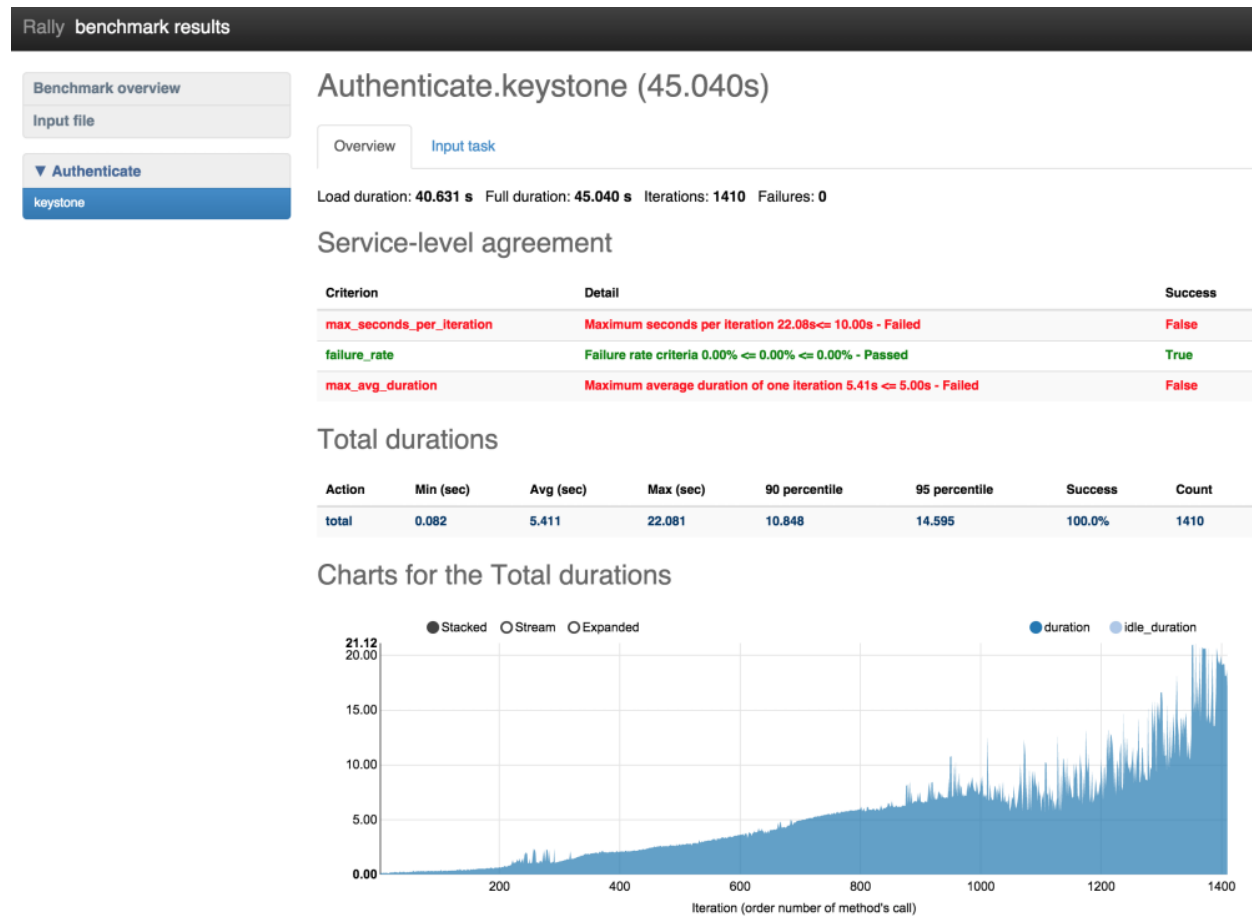 Rally benchmark results
Benchmark overview
Input file
▼ Authenticate
keystone
Authenticate.keystone (45.040s)
Overview Input task
Load duration: 40.631 s Full duration: 45.040 s Iterations: 1410 Failures: 0
Service-level agreement
Criterion Detail Success
max_seconds_per_iteration Maximum seconds per iteration 22.08s<= 10.00s - Failed False
failure_rate Failure rate criteria 0.00% <= 0.00% <= 0.00% - Passed True
max_avg_duration Maximum average duration of one iteration 5.41s <= 5.00s - Failed False
Total durations
Action Min (sec) Avg (sec) Max (sec) 90 percentile 95 percentile Success Count
total 0.082 5.411 22.081 10.848 14.595 100.0% 1410
Charts for the Total durations
Stacked Stream Expanded duration idle_duration
21.12
20.00
15.00
10.00
5.00
0.00
200 400 600 800 1000 1200 1400
Iteration (order number of method's call)